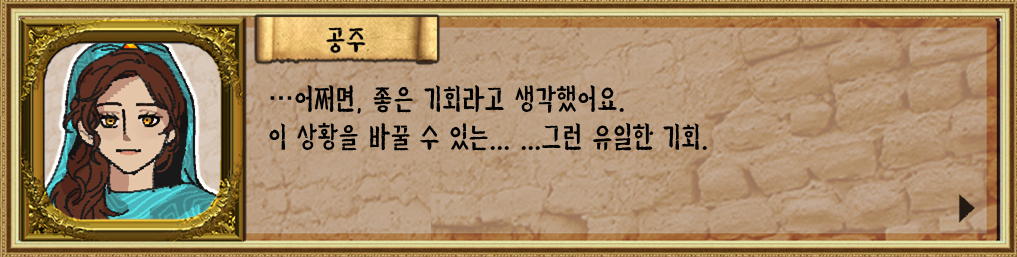 공주
…어쩌면, 좋은 기회라고 생각했어요.
이 상황을 바꿀 수 있는... ...그런 유일한 기회.